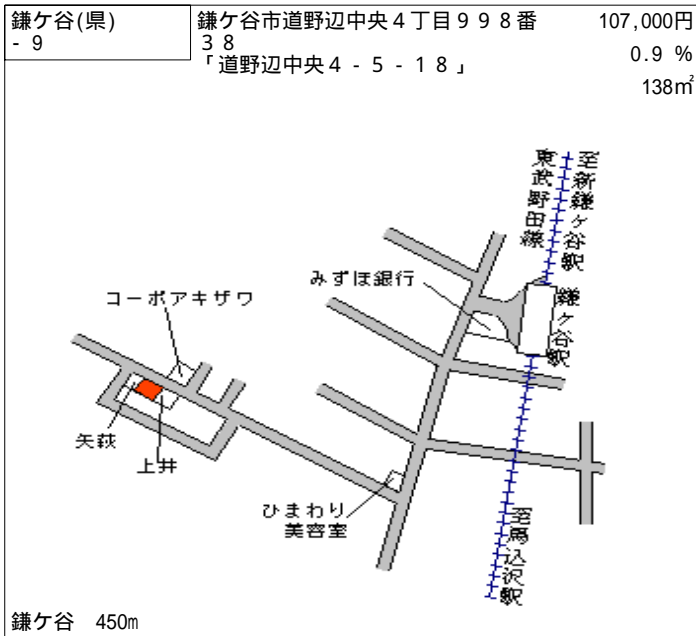 鎌ケ谷(県)
- 9
鎌ケ谷市道野辺中央４丁目９９８番
３８
「道野辺中央４‐５‐１８」
107,000円
0.9 %
138㎡
至新鎌ヶ谷駅
東武野田線
みずほ銀行
鎌ヶ谷駅
コーポアキザワ
矢萩
上井
ひまわり
美容室
至馬込沢駅
鎌ケ谷　450m